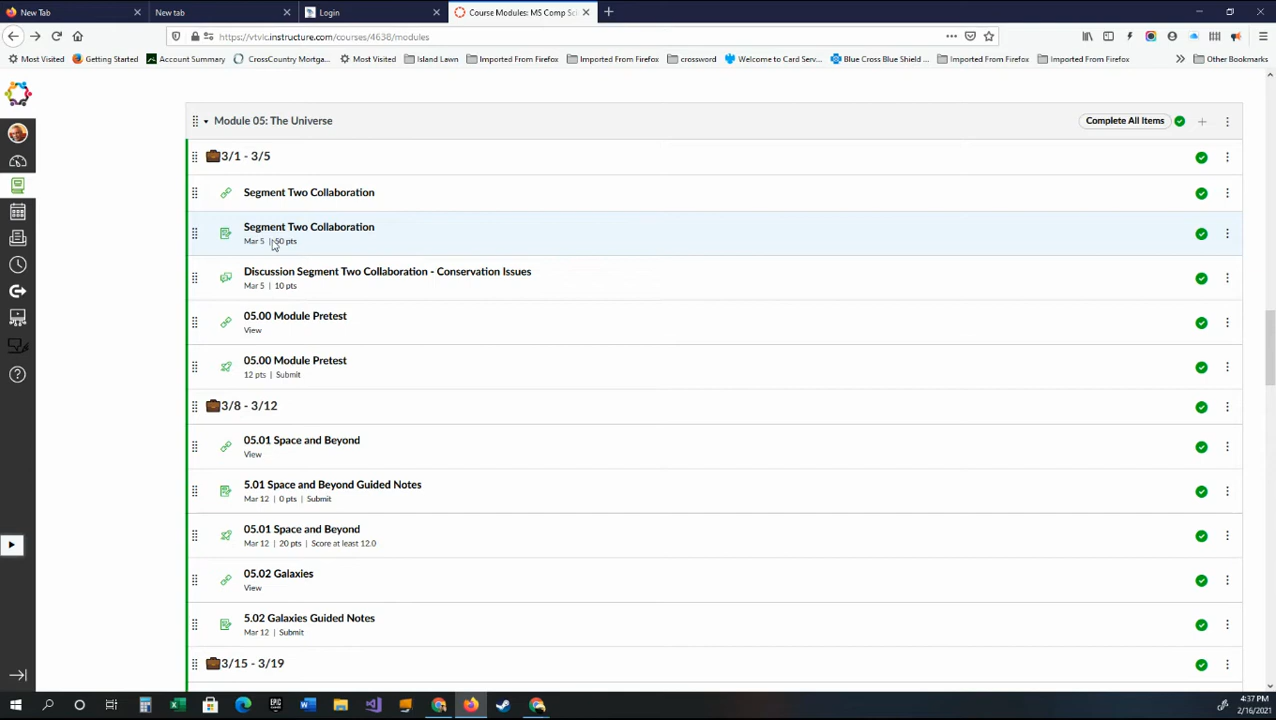 New Tab
New tab
Login
Course Modules: MS Comp Sci
https://vtvlc.instructure.com/courses/4638/modules
Most Visited
Getting Started
Account Summary
CrossCountry Mortga...
Most Visited
Island Lawn
Imported From Firefox
Imported From Firefox
crossword
Welcome to Card Serv...
Blue Cross Blue Shield ...
Imported From Firefox
Imported From Firefox
Other Bookmarks
Module 05: The Universe
Complete All Items
3/1 - 3/5
Segment Two Collaboration
Segment Two Collaboration
Mar 5 | 50 pts
Discussion Segment Two Collaboration - Conservation Issues
Mar 5 | 10 pts
05.00 Module Pretest
View
05.00 Module Pretest
12 pts | Submit
3/8 - 3/12
05.01 Space and Beyond
View
5.01 Space and Beyond Guided Notes
Mar 12 | 0 pts | Submit
05.01 Space and Beyond
Mar 12 | 20 pts | Score at least 12.0
05.02 Galaxies
View
5.02 Galaxies Guided Notes
Mar 12 | Submit
3/15 - 3/19
4:37 PM
2/16/2021